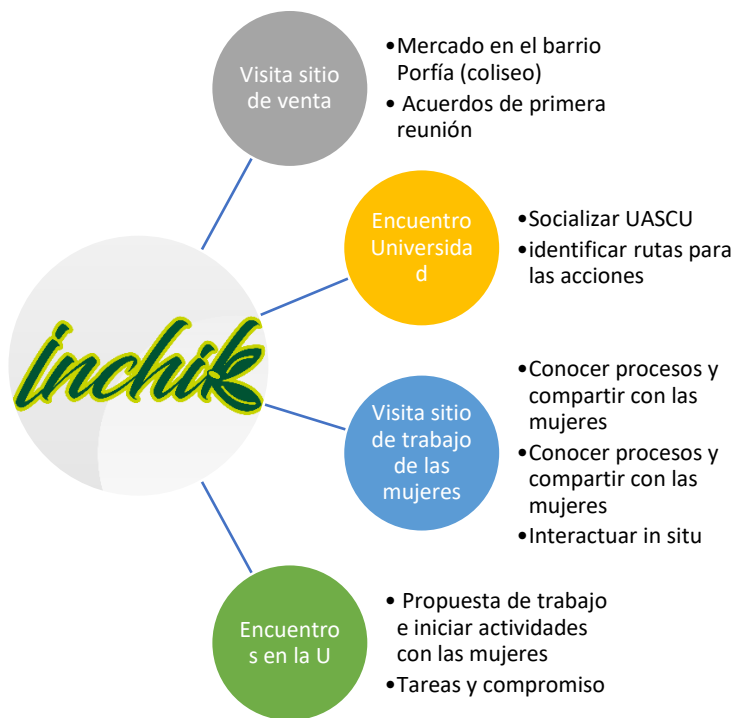 Visita sitio
de venta
•Mercado en el barrio
Porfía (coliseo)
• Acuerdos de primera
reunión
Encuentro
Universida
d
•Socializar UASCU
•identificar rutas para
las acciones
inchik
Visita sitio
de trabajo
de las
mujeres
•Conocer procesos y
compartir con las
mujeres
•Conocer procesos y
compartir con las
mujeres
•Interactuar in situ
Encuentro
s en la U
• Propuesta de trabajo
e iniciar actividades
con las mujeres
•Tareas y compromiso